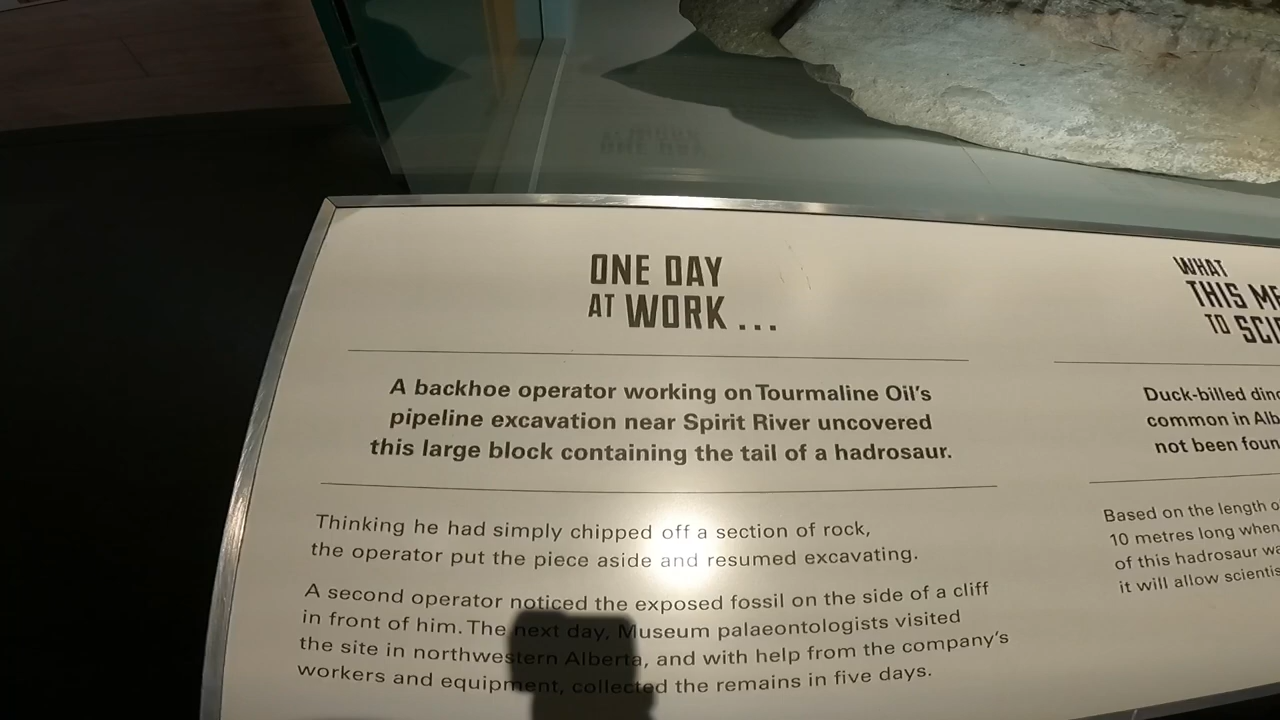 ONE DAY
AT WORK ...
A backhoe operator working on Tourmaline Oil's
pipeline excavation near Spirit River uncovered
this large block containing the tail of a hadrosaur.
Thinking he had simply chipped off a section of rock,
the operator put the piece aside and resumed excavating.
A second operator noticed the exposed fossil on the side of a cliff
in front of him. The next day, Museum palaeontologists visited
the site in northwestern Alberta, and with help from the company's
workers and equipment, collected the remains in five days.
WHAT
THIS
TO
Duck-billed
common in
not been
Based on the length
10 metres long when
of this hadrosaur
it will allow